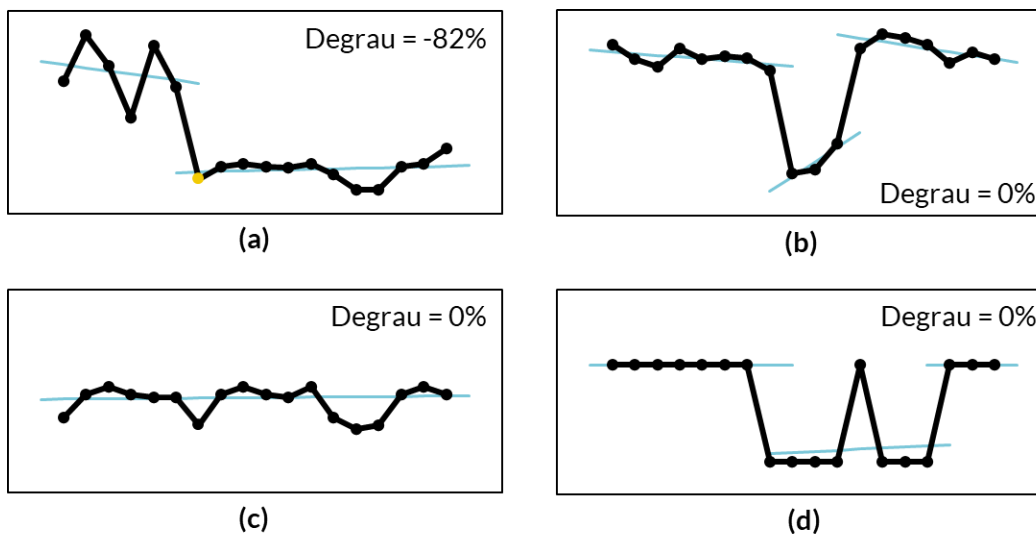 Degrau = -82%
(a)
Degrau = 0%
(b)
Degrau = 0%
(c)
Degrau = 0%
(d)